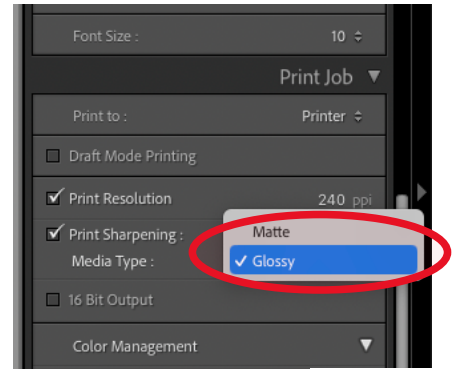 Font Size : 10
Print Job
Print to : Printer
Draft Mode Printing
Print Resolution 240 ppi
Print Sharpening :
Matte
Media Type :
✓ Glossy
16 Bit Output
Color Management